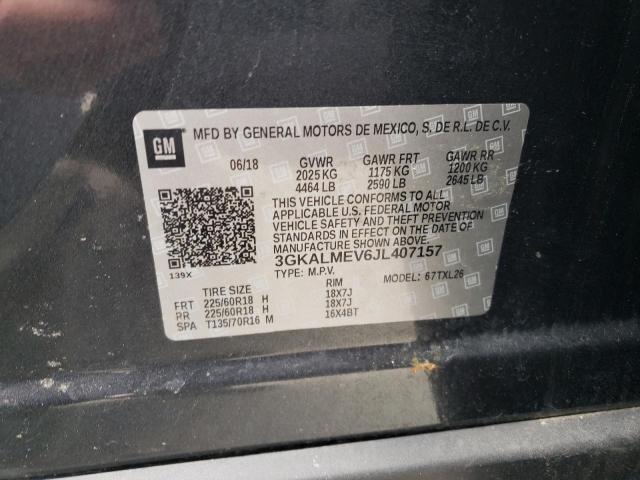 GM
MFD BY GENERAL MOTORS DE MEXICO, S. DE R.L. DE C.V.
06/18 GVWR GAWR FRT GAWR RR
2025 KG 1175 KG 1200 KG
4464 LB 2590 LB 2645 LB
THIS VEHICLE CONFORMS TO ALL
APPLICABLE U.S. FEDERAL MOTOR
VEHICLE SAFETY AND THEFT PREVENTION
STANDARDS IN EFFECT ON THE DATE OF
MANUFACTURE SHOWN ABOVE.
3GKALMEV6JL407157
139X TYPE: M.P.V. MODEL: 67TXL26
TIRE SIZE RIM
FRT 225/60R18 H 18X7J
RR 225/60R18 H 18X7J
SPA T135/70R16 M 16X4BT